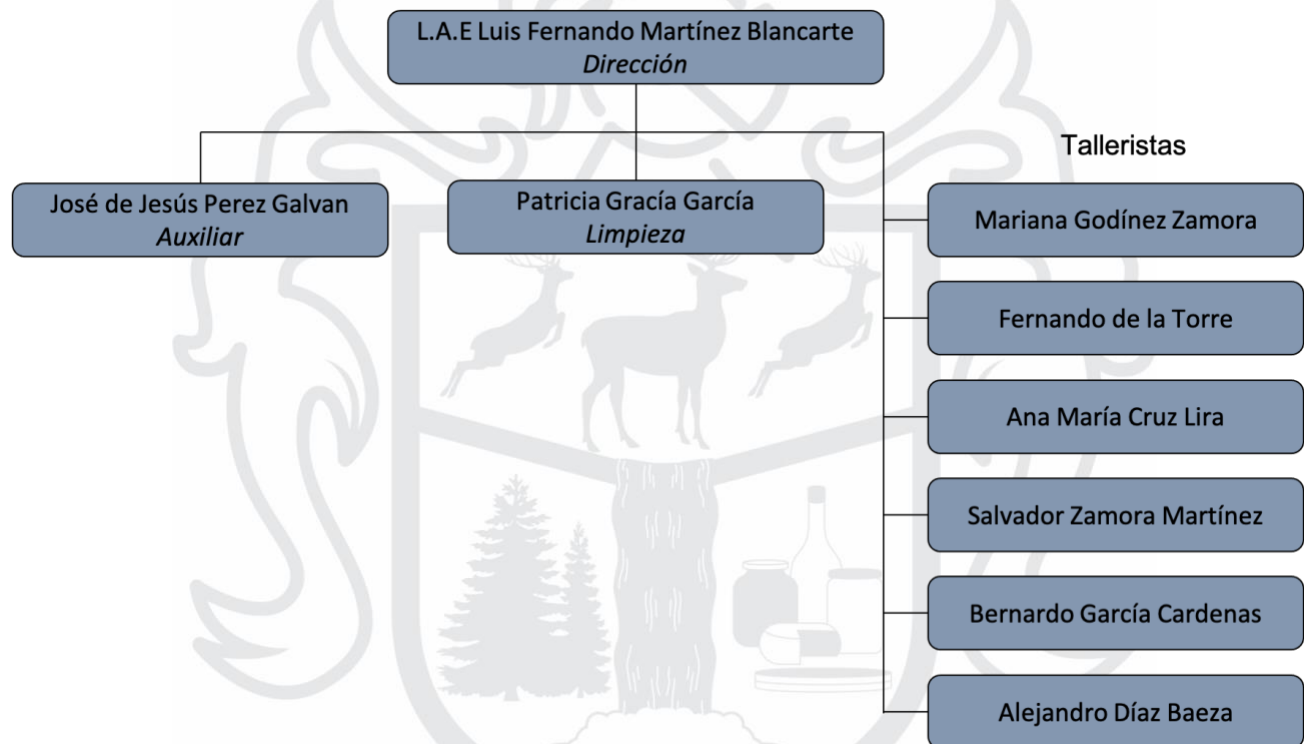 L.A.E Luis Fernando Martínez Blancarte
Dirección
José de Jesús Perez Galvan
Auxiliar
Patricia Gracía García
Limpieza
Talleristas
Mariana Godínez Zamora
Fernando de la Torre
Ana María Cruz Lira
Salvador Zamora Martínez
Bernardo García Cardenas
Alejandro Díaz Baeza